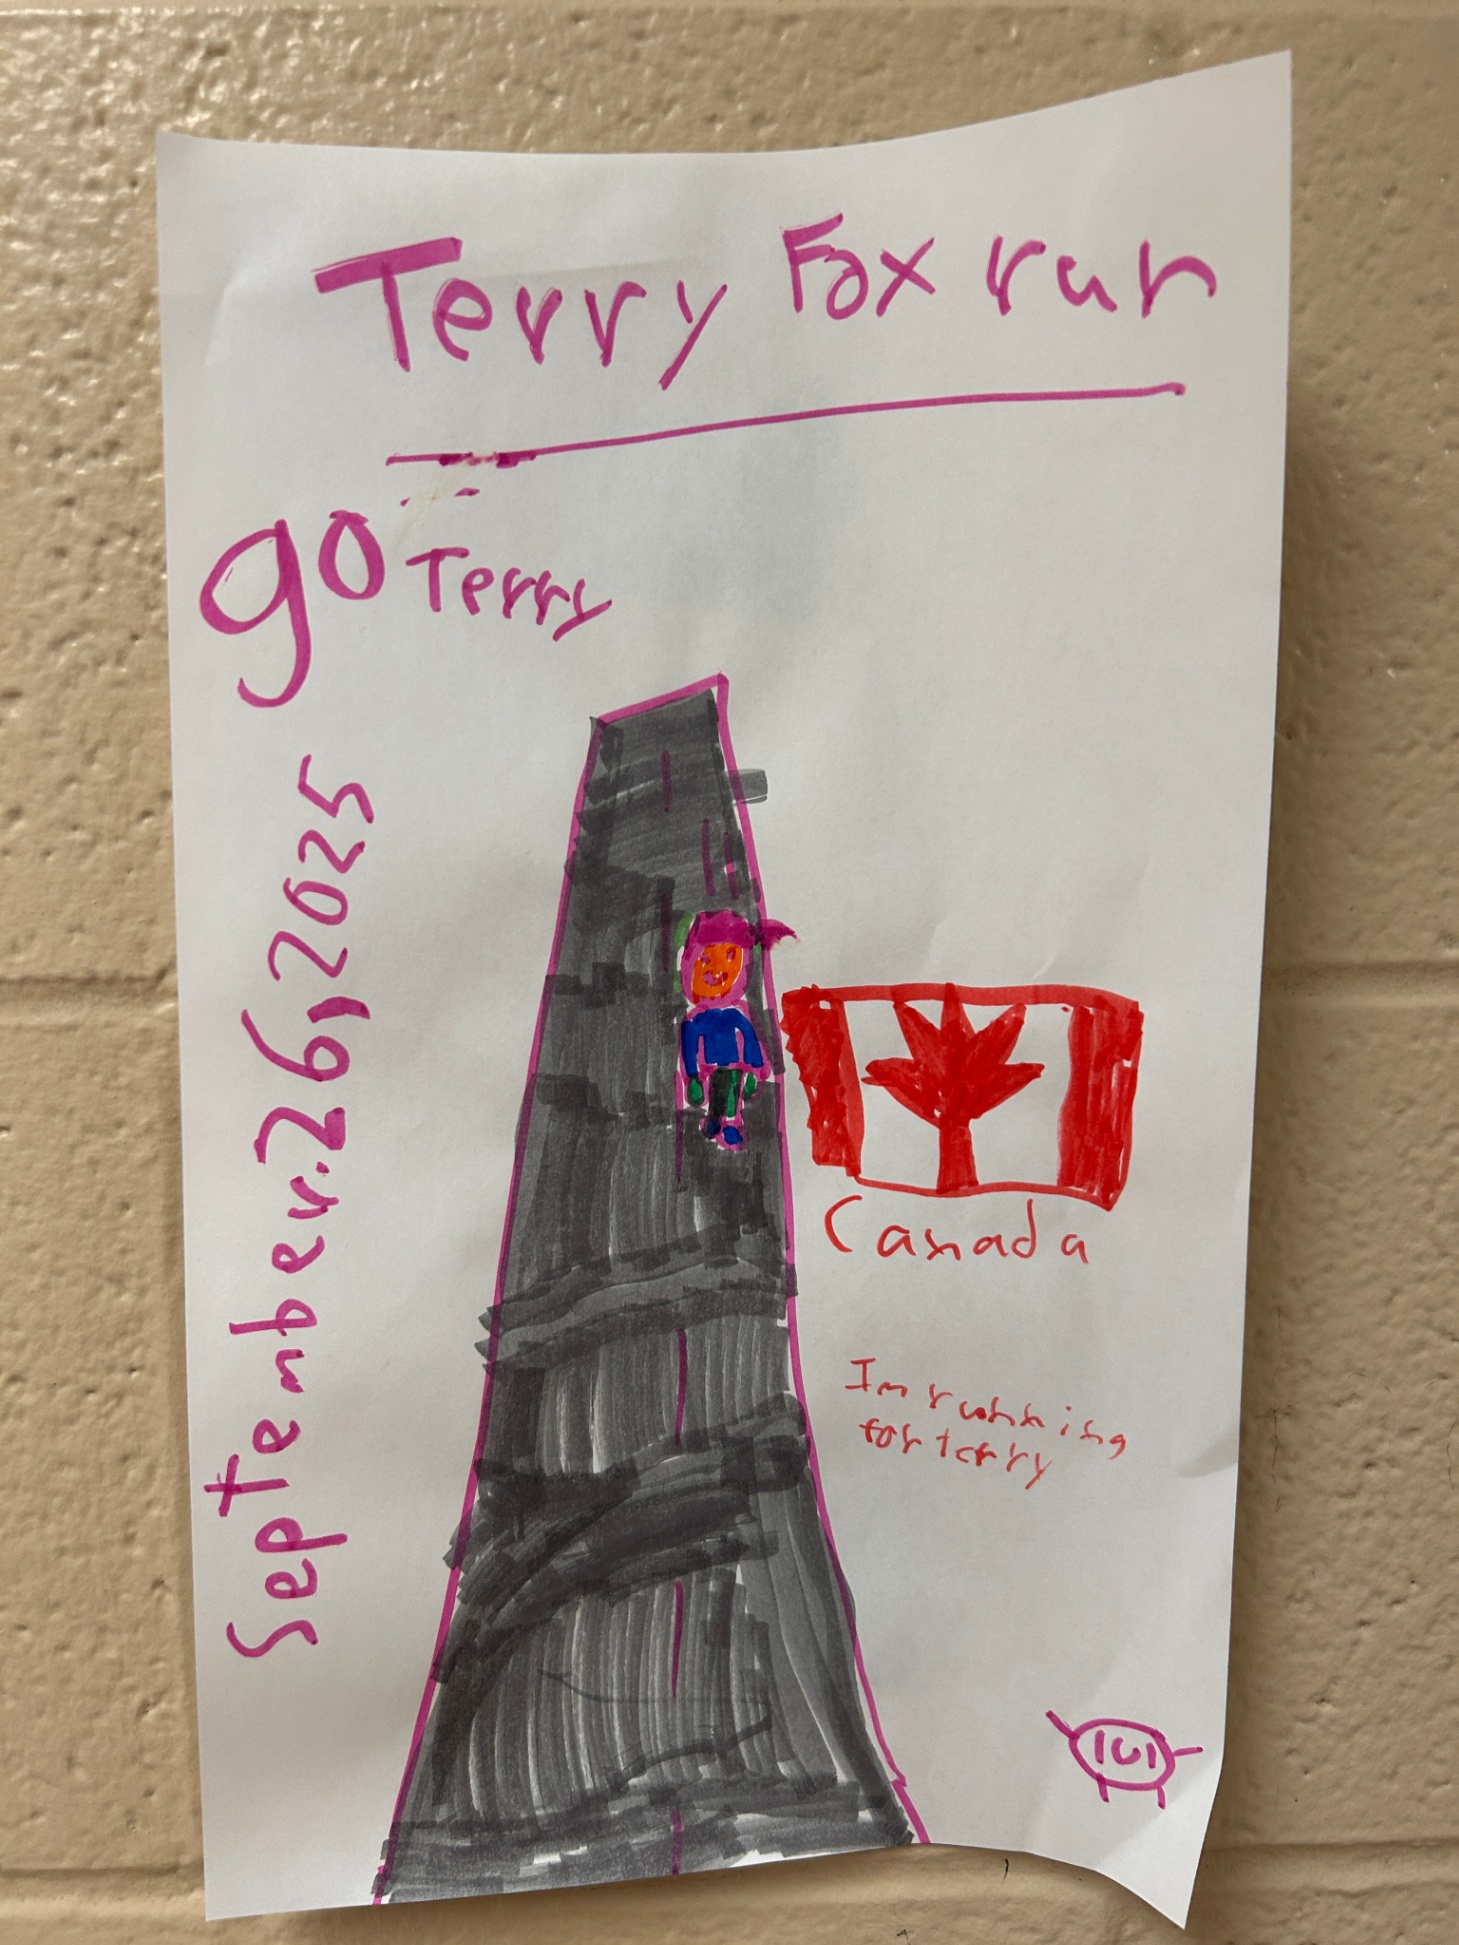 Terry Fox run
go Terry
September.26,2025
Canada
Im running
for terry